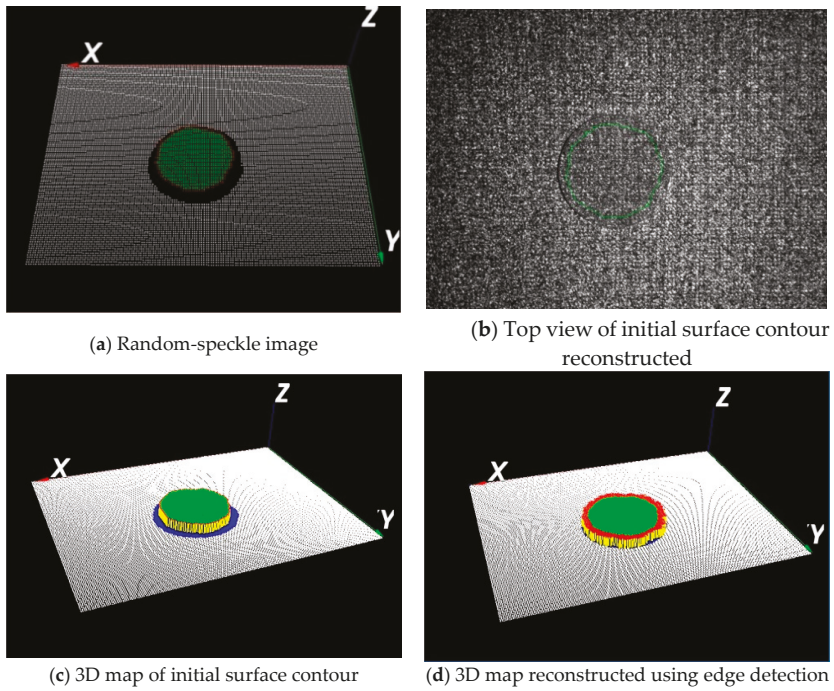 Z
X
Y
(a) Random-speckle image
(b) Top view of initial surface contour
reconstructed
Z
X
Y
(c) 3D map of initial surface contour
Z
X
Y
(d) 3D map reconstructed using edge detection